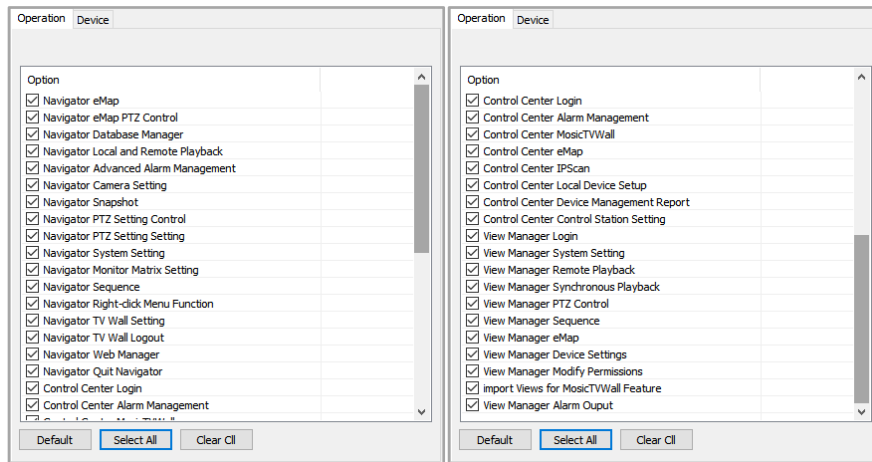 Operation Device
Option
Navigator eMap
Navigator eMap PTZ Control
Navigator Database Manager
Navigator Local and Remote Playback
Navigator Advanced Alarm Management
Navigator Camera Setting
Navigator Snapshot
Navigator PTZ Setting Control
Navigator PTZ Setting Setting
Navigator System Setting
Navigator Monitor Matrix Setting
Navigator Sequence
Navigator Right-click Menu Function
Navigator TV Wall Setting
Navigator TV Wall Logout
Navigator Web Manager
Navigator Quit Navigator
Control Center Login
Control Center Alarm Management
Default Select All Clear Cll
Operation Device
Option
Control Center Login
Control Center Alarm Management
Control Center MosicTVWall
Control Center eMap
Control Center IPScan
Control Center Local Device Setup
Control Center Device Management Report
Control Center Control Station Setting
View Manager Login
View Manager System Setting
View Manager Remote Playback
View Manager Synchronous Playback
View Manager PTZ Control
View Manager Sequence
View Manager eMap
View Manager Device Settings
View Manager Modify Permissions
import Views for MosicTVWall Feature
View Manager Alarm Ouput
Default Select All Clear Cll